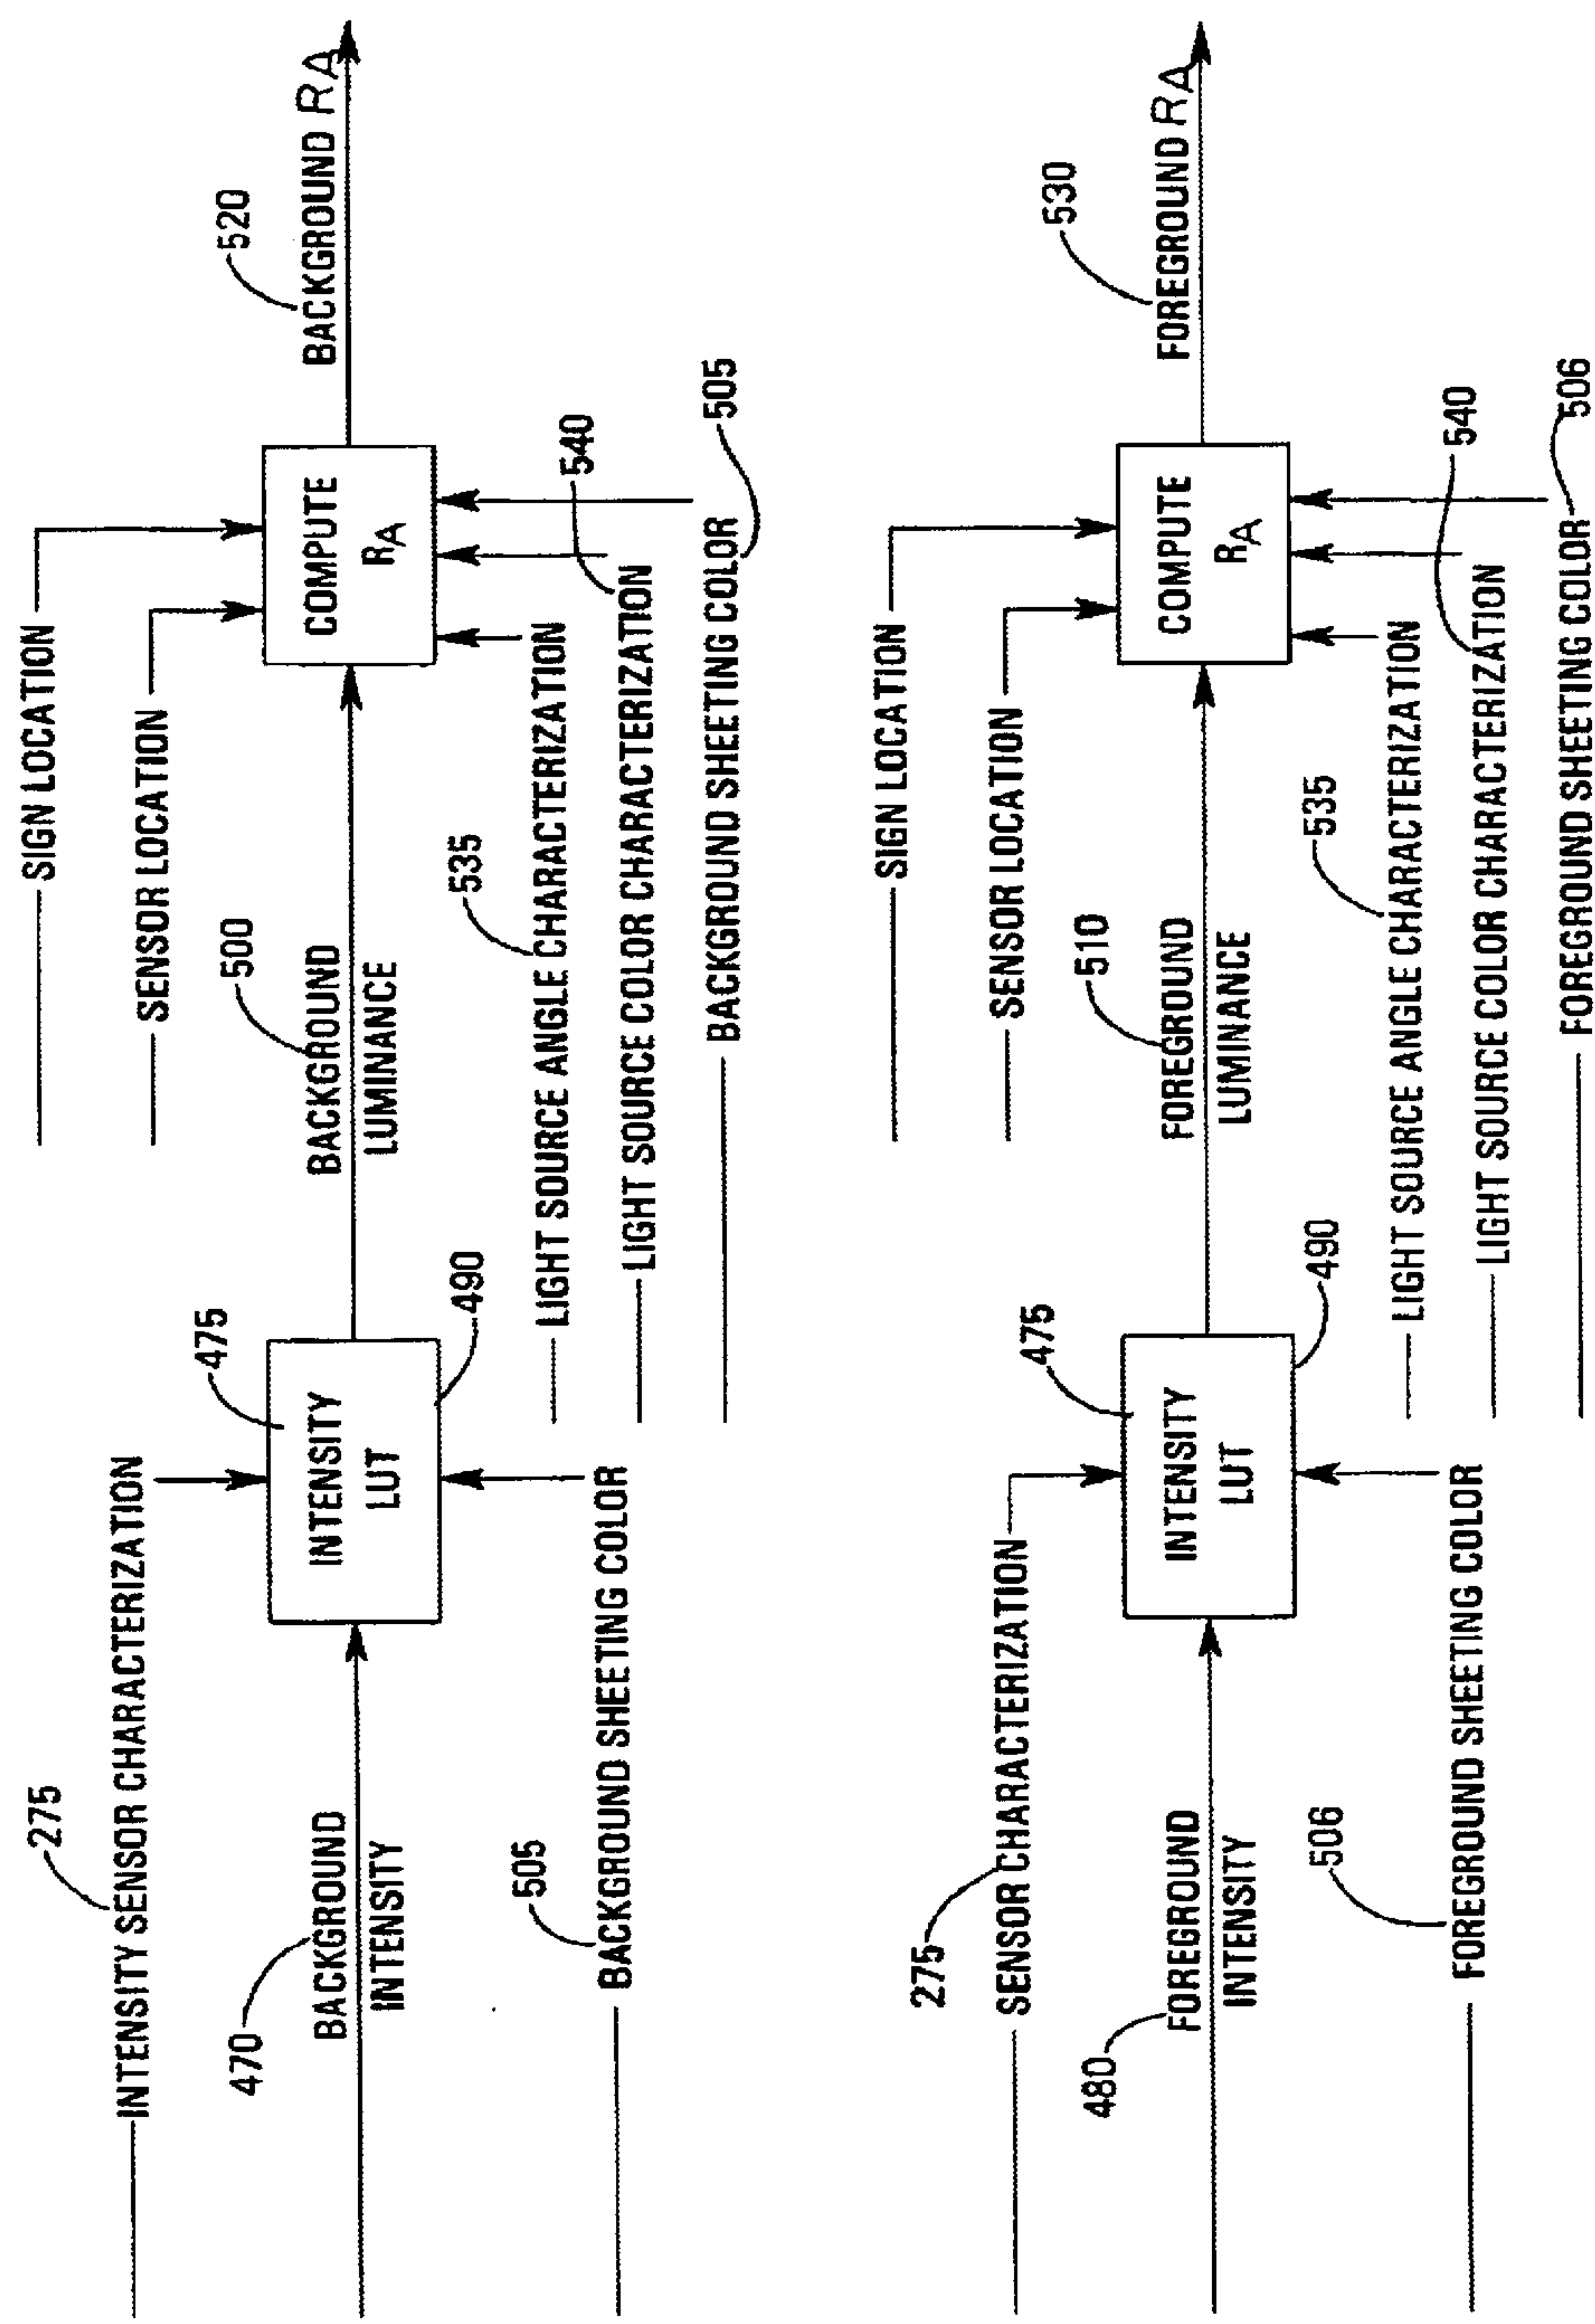 SIGN LOCATION
SENSOR LOCATION
275
INTENSITY SENSOR CHARACTERIZATION
470
BACKGROUND
INTENSITY
505
BACKGROUND SHEETING COLOR
475
INTENSITY
LUT
490
500
BACKGROUND
LUMINANCE
535
LIGHT SOURCE ANGLE CHARACTERIZATION
540
LIGHT SOURCE COLOR CHARACTERIZATION
505
BACKGROUND SHEETING COLOR
COMPUTE
RA
520
BACKGROUND RA
SIGN LOCATION
SENSOR LOCATION
275
SENSOR CHARACTERIZATION
480
FOREGROUND
INTENSITY
506
FOREGROUND SHEETING COLOR
475
INTENSITY
LUT
490
510
FOREGROUND
LUMINANCE
535
LIGHT SOURCE ANGLE CHARACTERIZATION
540
LIGHT SOURCE COLOR CHARACTERIZATION
506
FOREGROUND SHEETING COLOR
COMPUTE
RA
530
FOREGROUND RA